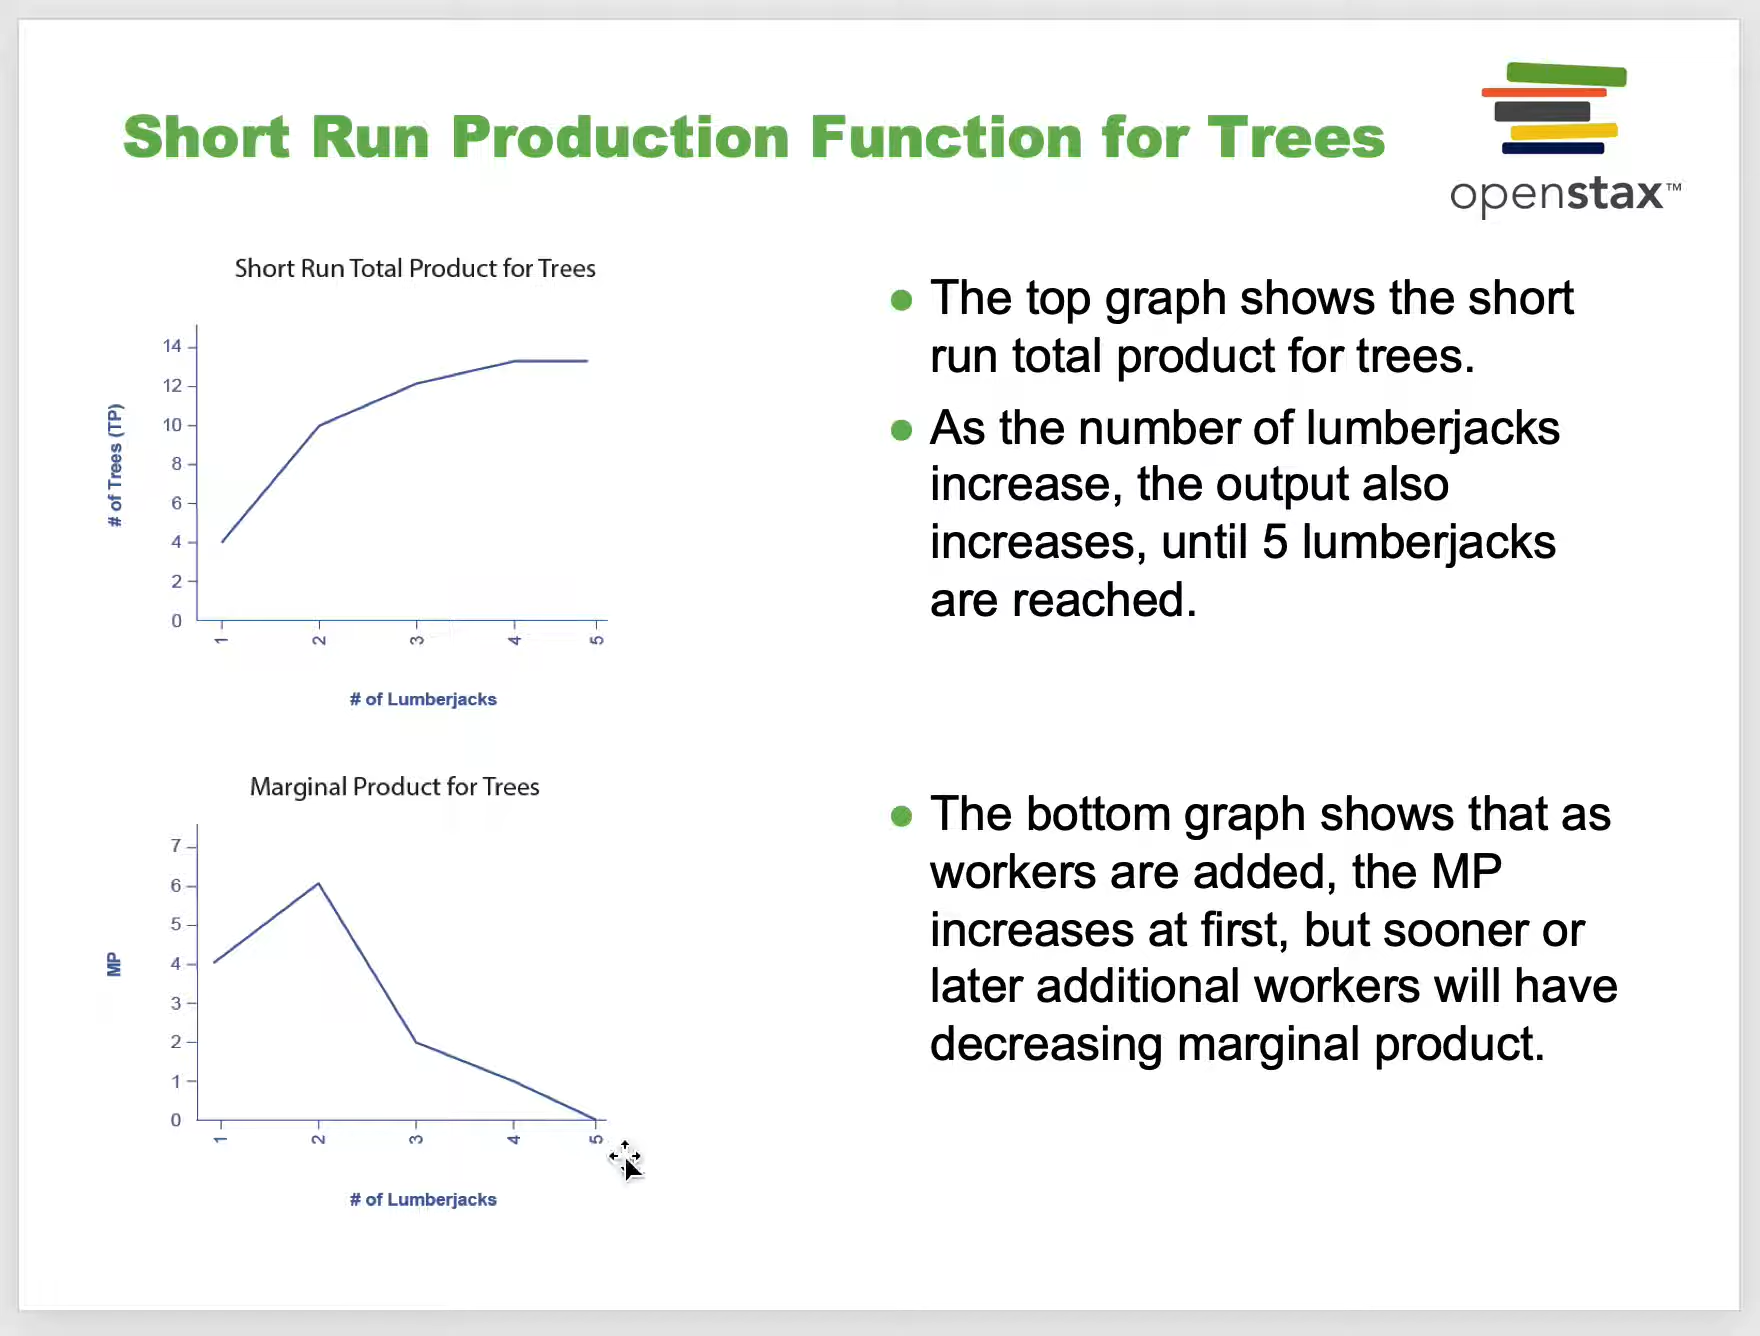 Short Run Production Function for Trees
openstax™
Short Run Total Product for Trees
14
12
10
8
6
4
2
0
# of Trees (TP)
1 2 3 4 5
# of Lumberjacks
The top graph shows the short
run total product for trees.
As the number of lumberjacks
increase, the output also
increases, until 5 lumberjacks
are reached.
Marginal Product for Trees
7
6
5
4
3
2
1
0
MP
1 2 3 4 5
# of Lumberjacks
The bottom graph shows that as
workers are added, the MP
increases at first, but sooner or
later additional workers will have
decreasing marginal product.